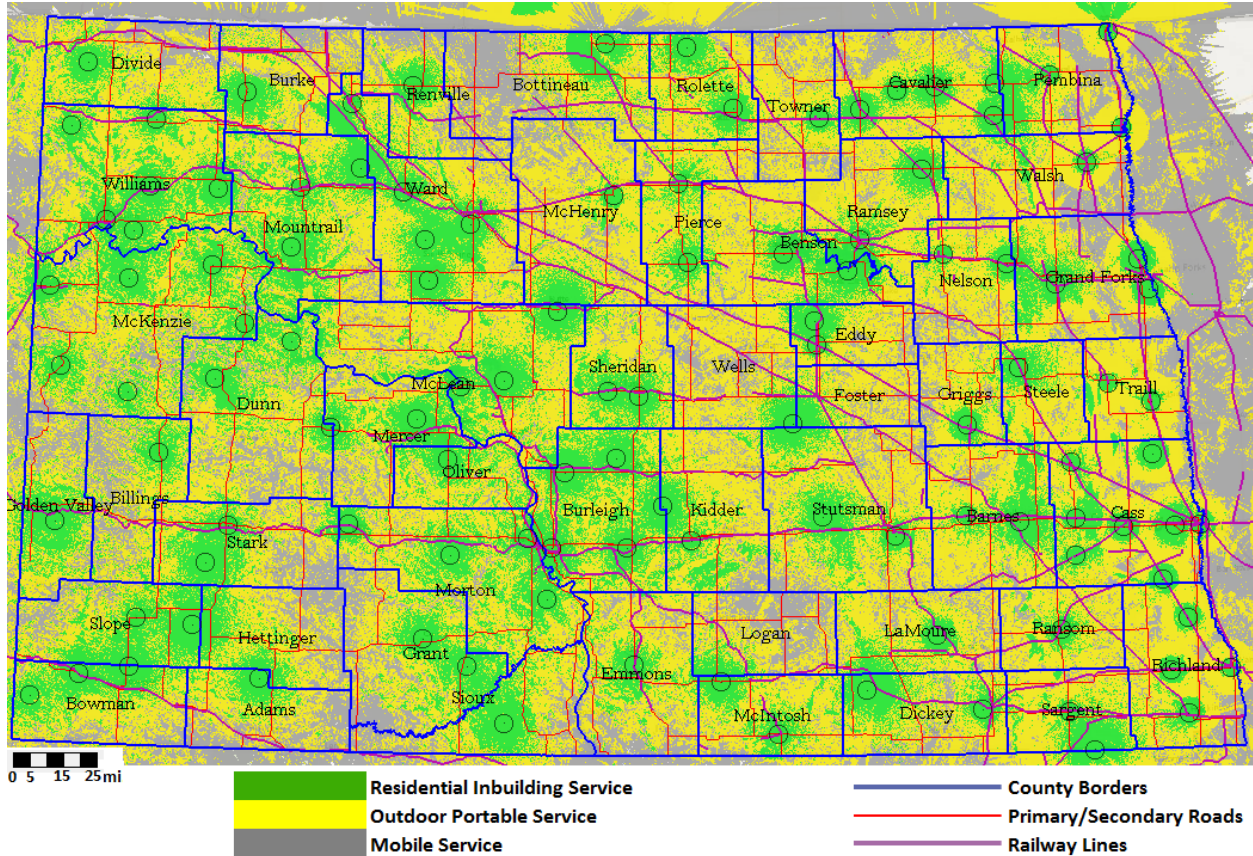 Divide
Burke
Renville
Bottineau
Rolette
Towner
Cavalier
Pembina
Williams
Mountrail
Ward
McHenry
Pierce
Benson
Ramsey
Walsh
Nelson
Grand Forks
McKenzie
Dunn
McLean
Sheridan
Wells
Eddy
Foster
Griggs
Steele
Traill
Mercer
Oliver
Golden Valley
Billings
Stark
Burleigh
Kidder
Stutsman
Barnes
Cass
Morton
Slope
Hettinger
Grant
Emmons
Logan
LaMoure
Ransom
Richland
Bowman
Adams
Sioux
McIntosh
Dickey
Sargent
0 5 15 25mi
Residential Inbuilding Service
County Borders
Outdoor Portable Service
Primary/Secondary Roads
Mobile Service
Railway Lines